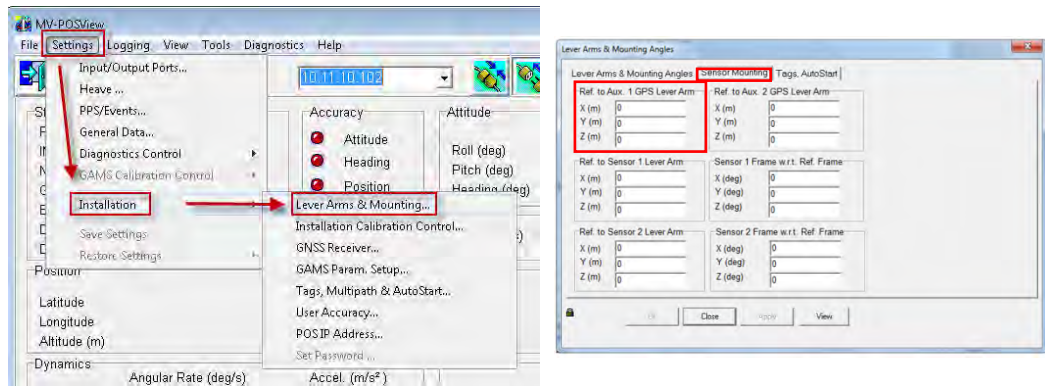 MV-POSView
File Settings Logging View Tools Diagnostics Help
Input/Output Ports...
Heave ...
PPS/Events...
General Data...
Diagnostics Control
GAMS Calibration Control
Installation
Save Settings
Restore Settings
10.11.10.102
Accuracy
Attitude
Heading
Position
Attitude
Roll (deg)
Pitch (deg)
Heading (deg)
Lever Arms & Mounting...
Installation Calibration Control...
GNSS Receiver...
GAMS Param. Setup...
Tags, Multipath & AutoStart...
User Accuracy...
POS IP Address...
Set Password ...
Position
Latitude
Longitude
Altitude (m)
Dynamics
Angular Rate (deg/s) Accel. (m/s²)
Lever Arms & Mounting Angles
Lever Arms & Mounting Angles Sensor Mounting Tags, AutoStart
Ref. to Aux. 1 GPS Lever Arm
X (m) 0
Y (m) 0
Z (m) 0
Ref. to Aux. 2 GPS Lever Arm
X (m) 0
Y (m) 0
Z (m) 0
Ref. to Sensor 1 Lever Arm
X (m) 0
Y (m) 0
Z (m) 0
Sensor 1 Frame w.r.t. Ref. Frame
X (deg) 0
Y (deg) 0
Z (deg) 0
Ref. to Sensor 2 Lever Arm
X (m) 0
Y (m) 0
Z (m) 0
Sensor 2 Frame w.r.t. Ref. Frame
X (deg) 0
Y (deg) 0
Z (deg) 0
Ok Close Apply View